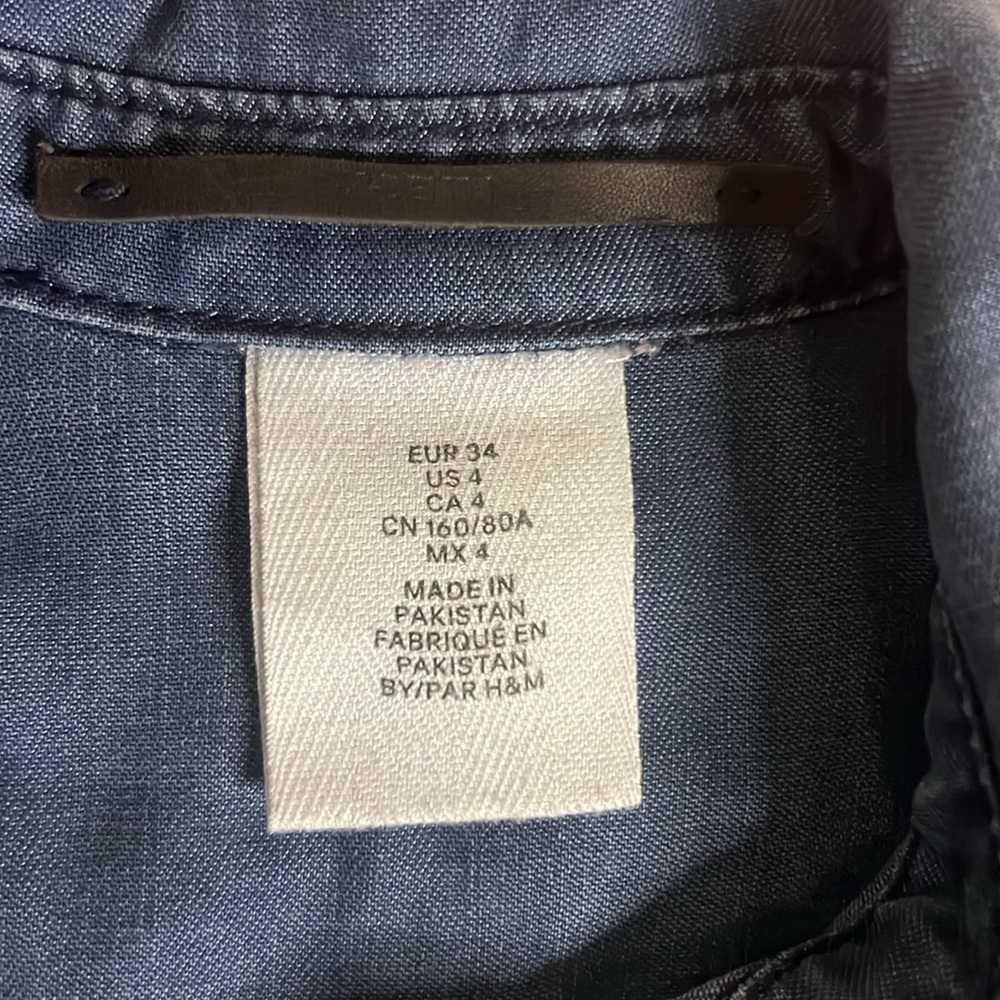 EUR 34
US 4
CA 4
CN 160/80A
MX 4
MADE IN
PAKISTAN
FABRIQUÉ EN
PAKISTAN
BY/PAR H&M